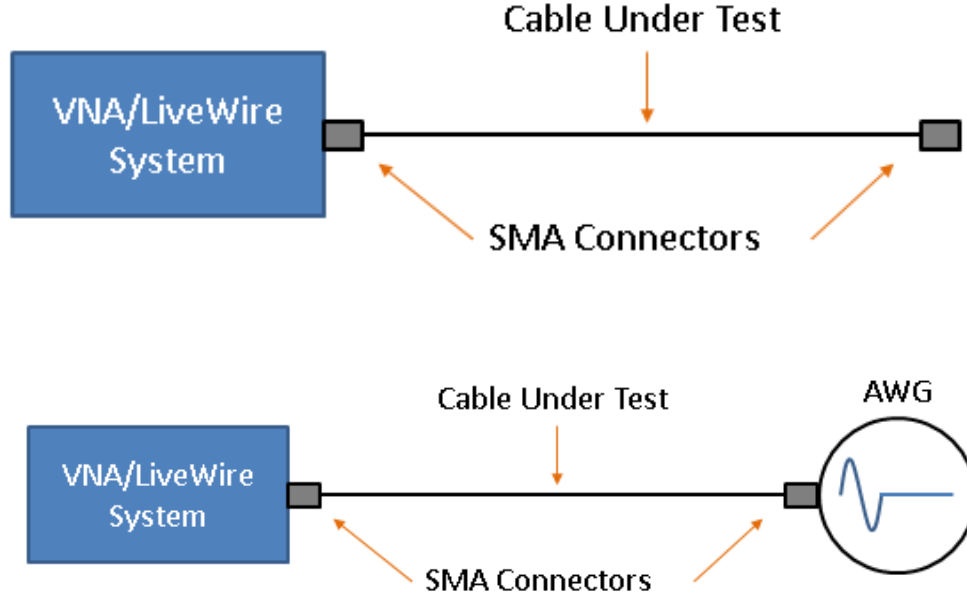 Cable Under Test
VNA/LiveWire
System
SMA Connectors
AWG
Cable Under Test
VNA/LiveWire
System
SMA Connectors